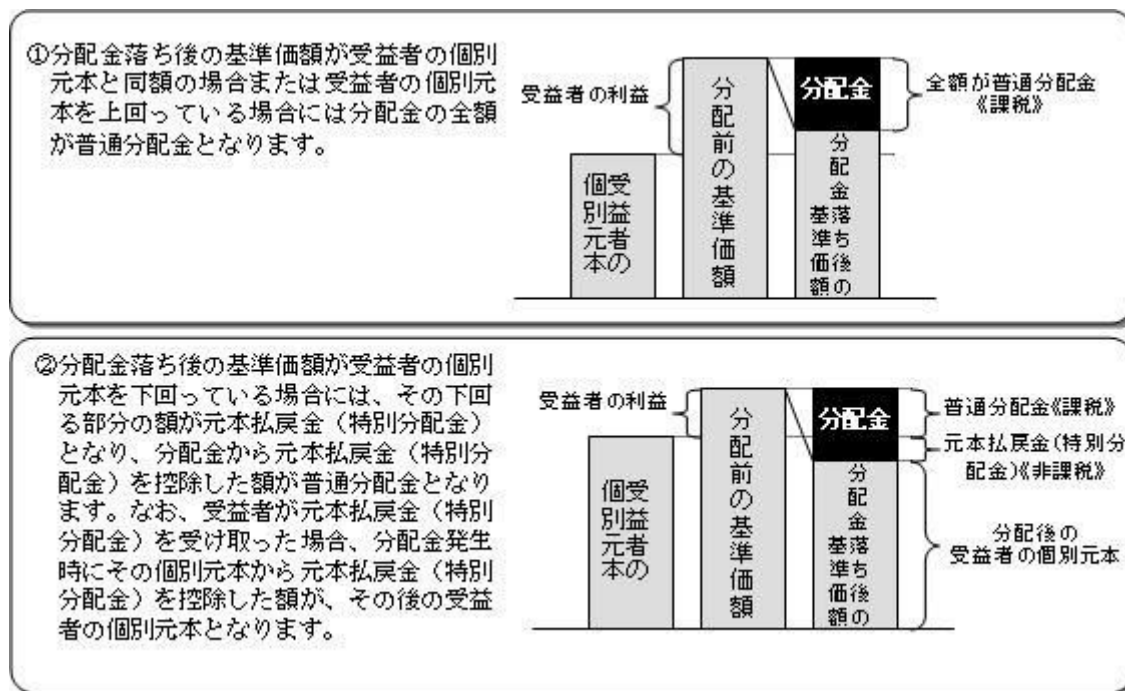 ①分配金落ち後の基準価額が受益者の個別
元本と同額の場合または受益者の個別元
本を上回っている場合には分配金の全額
が普通分配金となります。
受益者の利益
受益者の
個別元本
分配前の基準価額
分配金
分配金落ち後の
基準価額
全額が普通分配金
《課税》
②分配金落ち後の基準価額が受益者の個別
元本を下回っている場合には、その下回
る部分の額が元本払戻金（特別分配金）
となり、分配金から元本払戻金（特別分
配金）を控除した額が普通分配金となり
ます。なお、受益者が元本払戻金（特別
分配金）を受け取った場合、分配金発生
時にその個別元本から元本払戻金（特別
分配金）を控除した額が、その後の受益
者の個別元本となります。
受益者の利益
受益者の
個別元本
分配前の基準価額
分配金
分配金落ち後の
基準価額
普通分配金《課税》
元本払戻金(特別分
配金)《非課税》
分配後の
受益者の個別元本